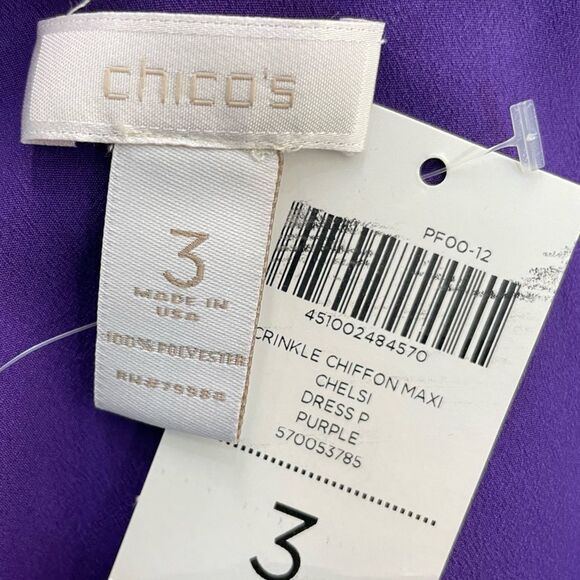 chico's
3
MADE IN
USA
100% POLYESTER
PF00-12
451002484570
CRINKLE CHIFFON MAXI
CHELSI
DRESS P
PURPLE
570053785
3